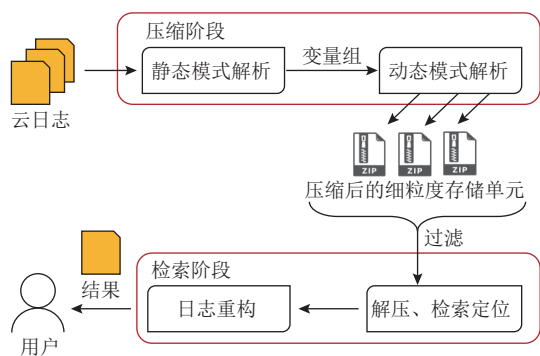 压缩阶段
静态模式解析
变量组
动态模式解析
云日志
ZIP
ZIP
ZIP
压缩后的细粒度存储单元
过滤
检索阶段
结果
日志重构
解压、检索定位
用户